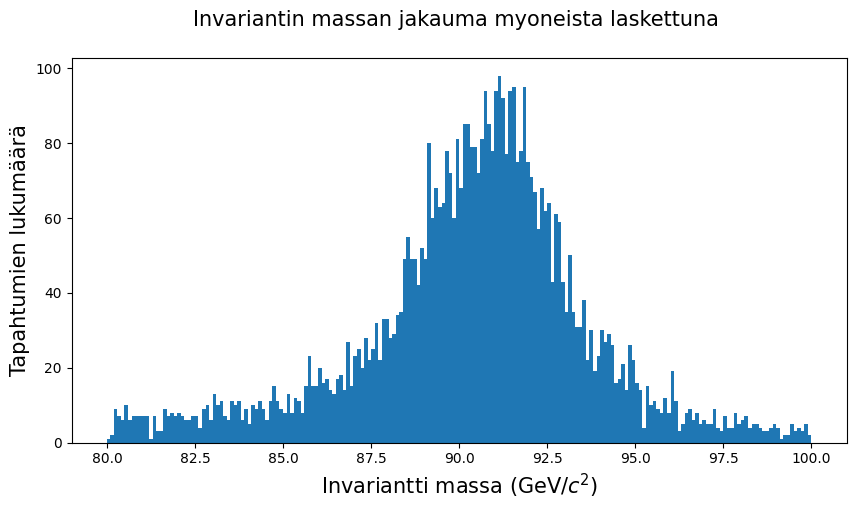 Invariantin massan jakauma myoneista laskettuna
100
80
60
40
20
0
Tapahtumien lukumäärä
80.0 82.5 85.0 87.5 90.0 92.5 95.0 97.5 100.0
Invariantti massa (GeV/c²)